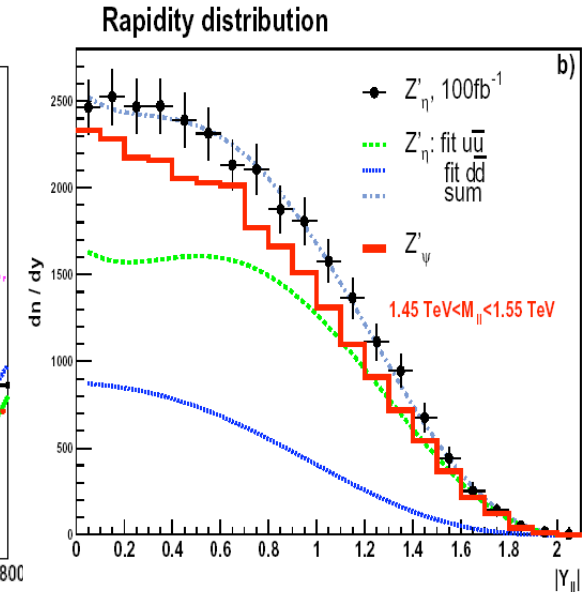 Rapidity distribution
b)
Z'η, 100fb⁻¹
Z'η: fit uū
fit dd̄
sum
Z'ψ
1.45 TeV<M_ll<1.55 TeV
dn / dy
2500
2000
1500
1000
500
0
0 0.2 0.4 0.6 0.8 1 1.2 1.4 1.6 1.8 2
800
|Y_ll|